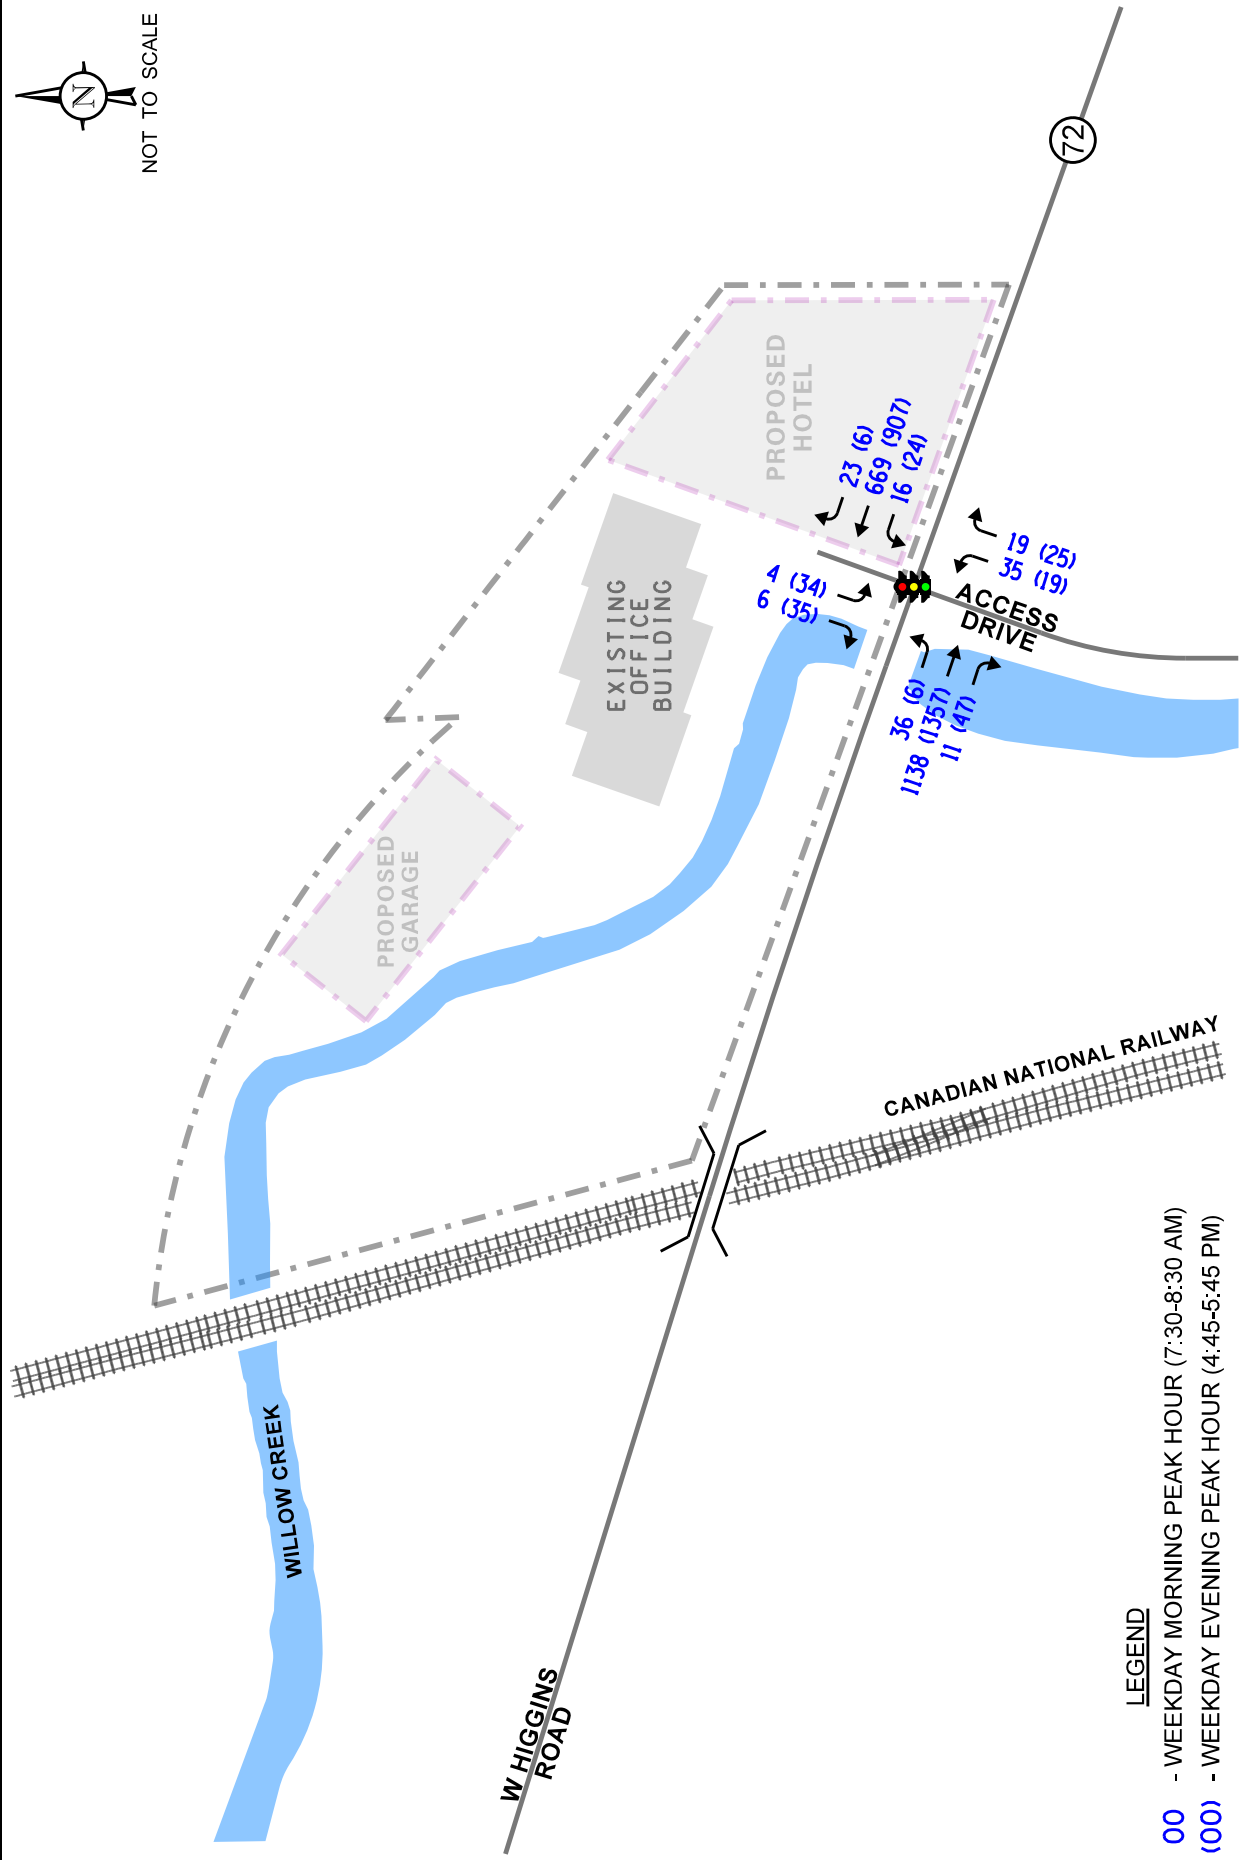 N
NOT TO SCALE
WILLOW CREEK
PROPOSED
GARAGE
EXISTING
OFFICE
BUILDING
PROPOSED
HOTEL
4 (34)
6 (35)
23 (6)
669 (907)
16 (24)
36 (6)
1138 (1357)
11 (47)
19 (25)
35 (19)
ACCESS
DRIVE
72
CANADIAN NATIONAL RAILWAY
W HIGGINS
ROAD
LEGEND
00 - WEEKDAY MORNING PEAK HOUR (7:30-8:30 AM)
(00) - WEEKDAY EVENING PEAK HOUR (4:45-5:45 PM)